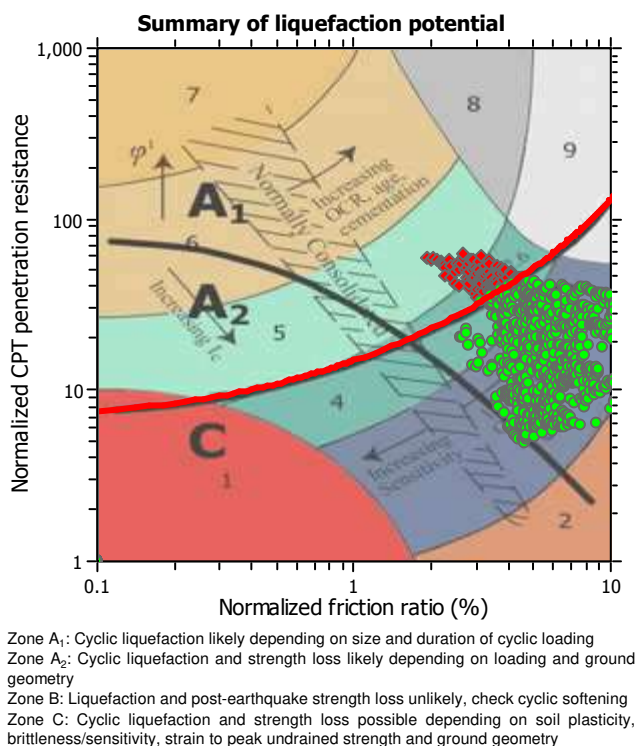 Summary of liquefaction potential
1,000
100
10
1
Normalized CPT penetration resistance
7
8
9
φ'
A1
Increasing
OCR, age,
cementation
Normally Consolidated
6
A2
Increasing Ic
5
4
C
1
Increasing
Sensitivity
2
0.1
1
10
Normalized friction ratio (%)
Zone A1: Cyclic liquefaction likely depending on size and duration of cyclic loading
Zone A2: Cyclic liquefaction and strength loss likely depending on loading and ground
geometry
Zone B: Liquefaction and post-earthquake strength loss unlikely, check cyclic softening
Zone C: Cyclic liquefaction and strength loss possible depending on soil plasticity,
brittleness/sensitivity, strain to peak undrained strength and ground geometry